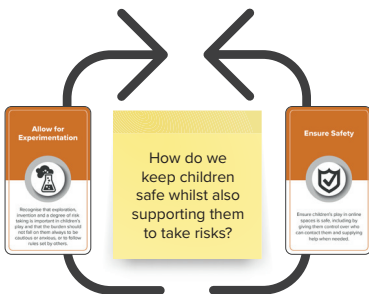 Allow for
Experimentation
Recognise that exploration,
invention and a degree of risk
taking is important in children's
play and that the burden should
not fall on them always to be
cautious or anxious, or to follow
rules set by others.
How do we
keep children
safe whilst also
supporting them
to take risks?
Ensure Safety
Ensure children's play in online
spaces is safe, including by
giving them control over who
can contact them and supplying
help when needed.